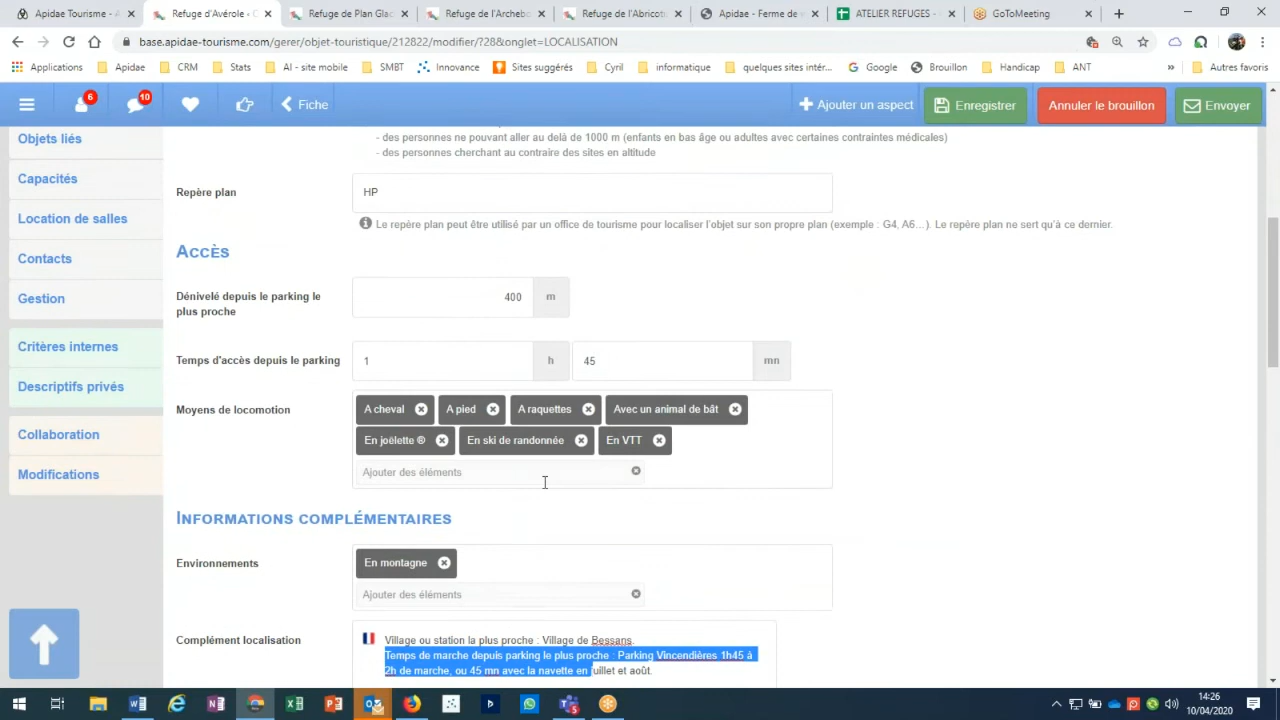 Apidae Tourisme - A
Refuge d'Avérole - C
Refuge de Plan Glac
Refuge de l'Archebo
Refuge de l'Abricot
Apidae - Ferme de v
ATELIER REFUGES -
GoToMeeting
base.apidae-tourisme.com/gerer/objet-touristique/212822/modifier/?28&onglet=LOCALISATION
Applications
Apidae
CRM
Stats
AI - site mobile
SMBT
Innovance
Sites suggérés
Cyril
informatique
quelques sites intér...
Google
Brouillon
Handicap
ANT
»
Autres favoris
6
10
Fiche
Ajouter un aspect
Enregistrer
Annuler le brouillon
Envoyer
Objets liés
Capacités
Location de salles
Contacts
Gestion
Critères internes
Descriptifs privés
Collaboration
Modifications
- des personnes ne pouvant aller au delà de 1000 m (enfants en bas âge ou adultes avec certaines contraintes médicales)
- des personnes cherchant au contraire des sites en altitude
Repère plan
HP
Le repère plan peut être utilisé par un office de tourisme pour localiser l'objet sur son propre plan (exemple : G4, A6…). Le repère plan ne sert qu'à ce dernier.
Accès
Dénivelé depuis le parking le
plus proche
400 m
Temps d'accès depuis le parking
1 h 45 mn
Moyens de locomotion
A cheval
A pied
A raquettes
Avec un animal de bât
En joëlette ®
En ski de randonnée
En VTT
Ajouter des éléments
Informations complémentaires
Environnements
En montagne
Ajouter des éléments
Complément localisation
Village ou station la plus proche : Village de Bessans.
Temps de marche depuis parking le plus proche : Parking Vincendières 1h45 à
2h de marche, ou 45 mn avec la navette en juillet et août.
14:26
10/04/2020